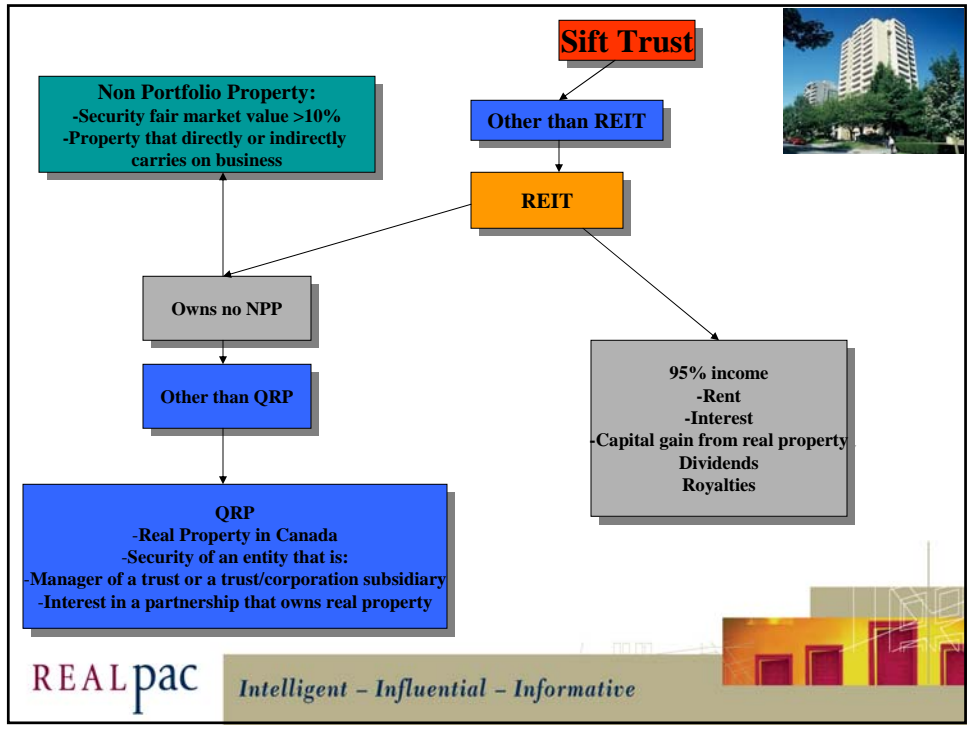 Sift Trust
Non Portfolio Property:
-Security fair market value >10%
-Property that directly or indirectly
carries on business
Other than REIT
REIT
Owns no NPP
Other than QRP
95% income
-Rent
-Interest
-Capital gain from real property
Dividends
Royalties
QRP
-Real Property in Canada
-Security of an entity that is:
-Manager of a trust or a trust/corporation subsidiary
-Interest in a partnership that owns real property
REALpac
Intelligent – Influential – Informative